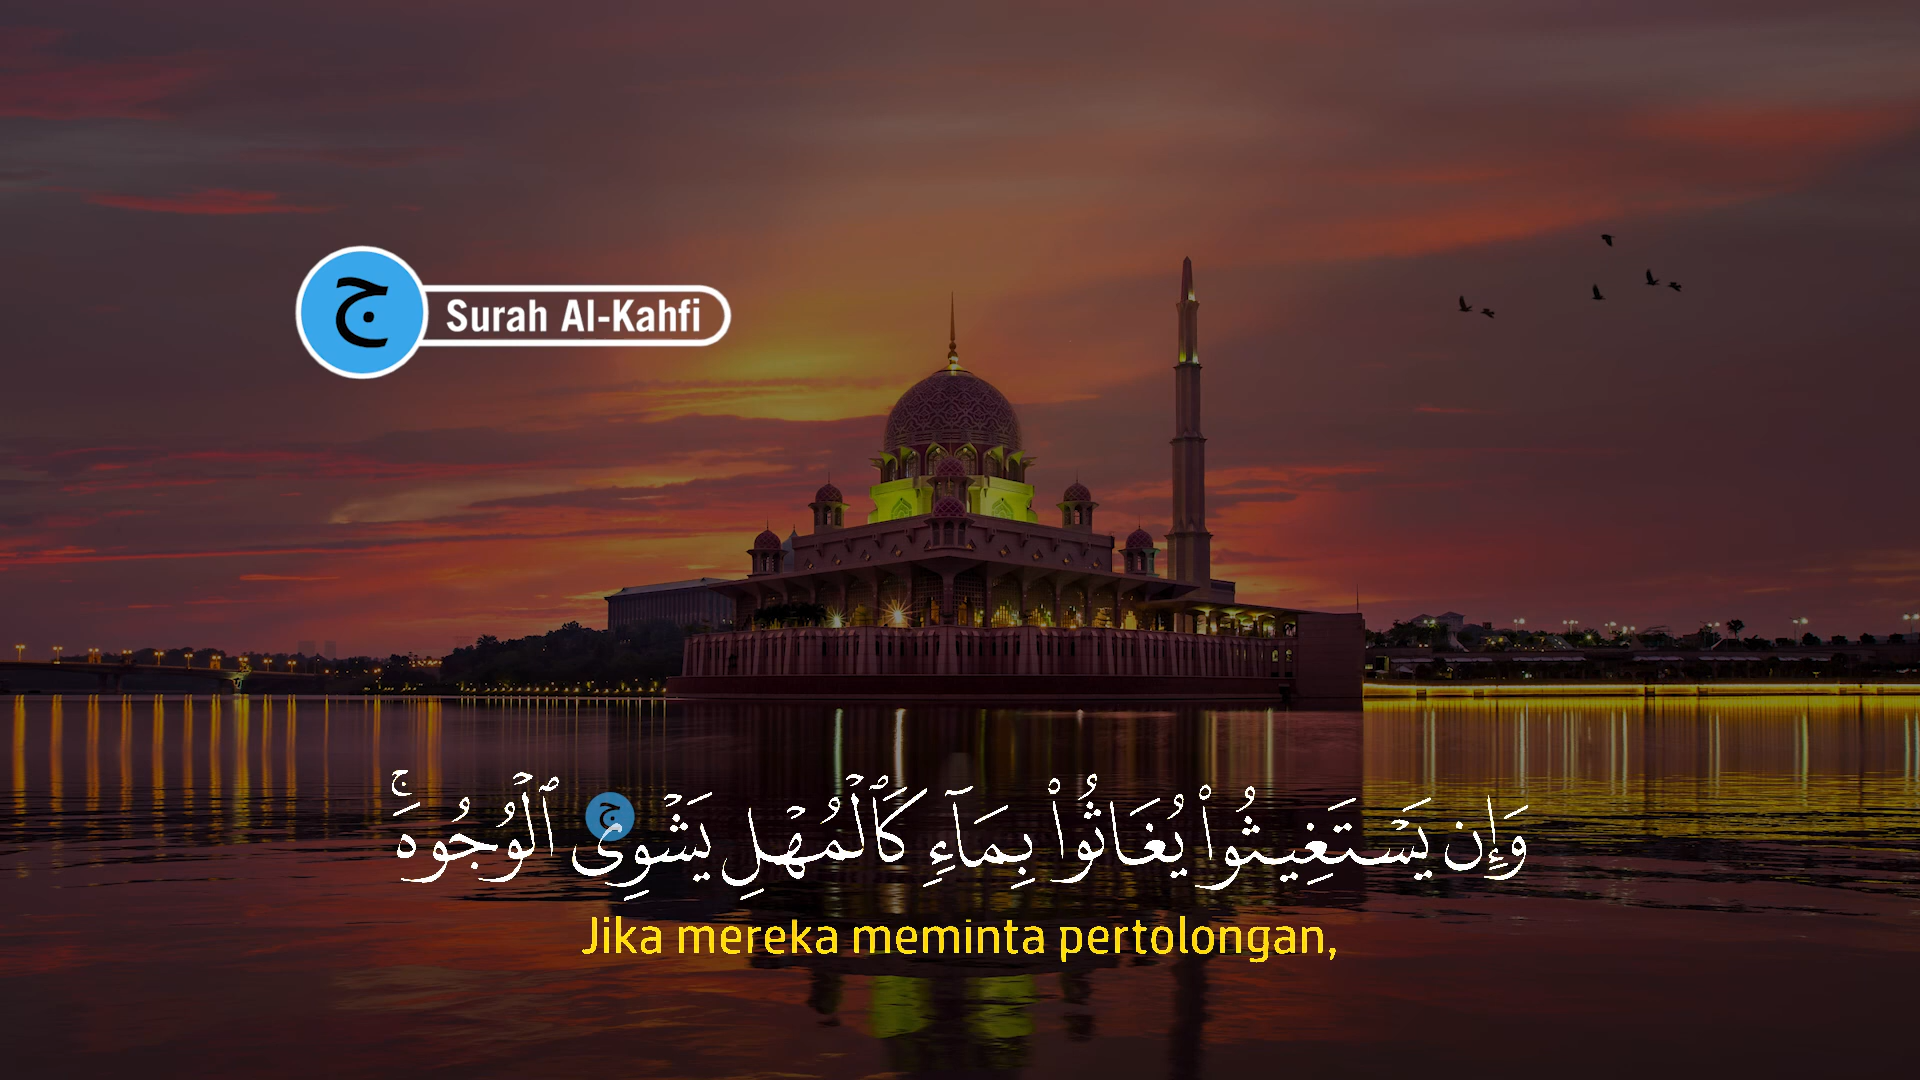 ج
Surah Al-Kahfi
وَإِن يَسْتَغِيثُوا۟ يُغَاثُوا۟ بِمَآءٍ كَٱلْمُهْلِ يَشْوِى ٱلْوُجُوهَ ۚ
ج
Jika mereka meminta pertolongan,